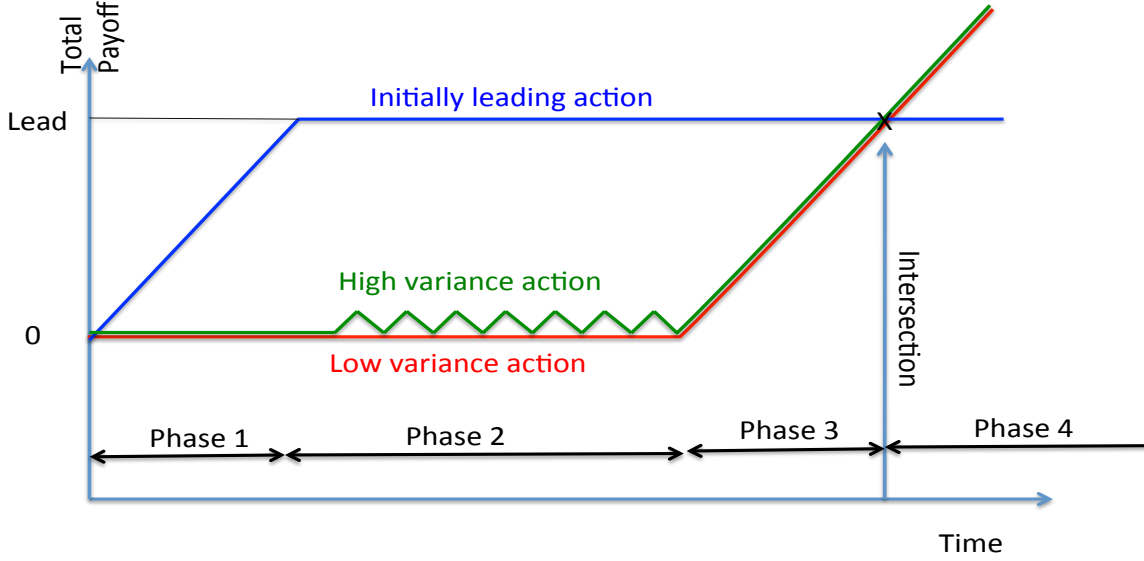 Total
Payoff
Lead
Initially leading action
X
High variance action
0
Low variance action
Intersection
Phase 1
Phase 2
Phase 3
Phase 4
Time